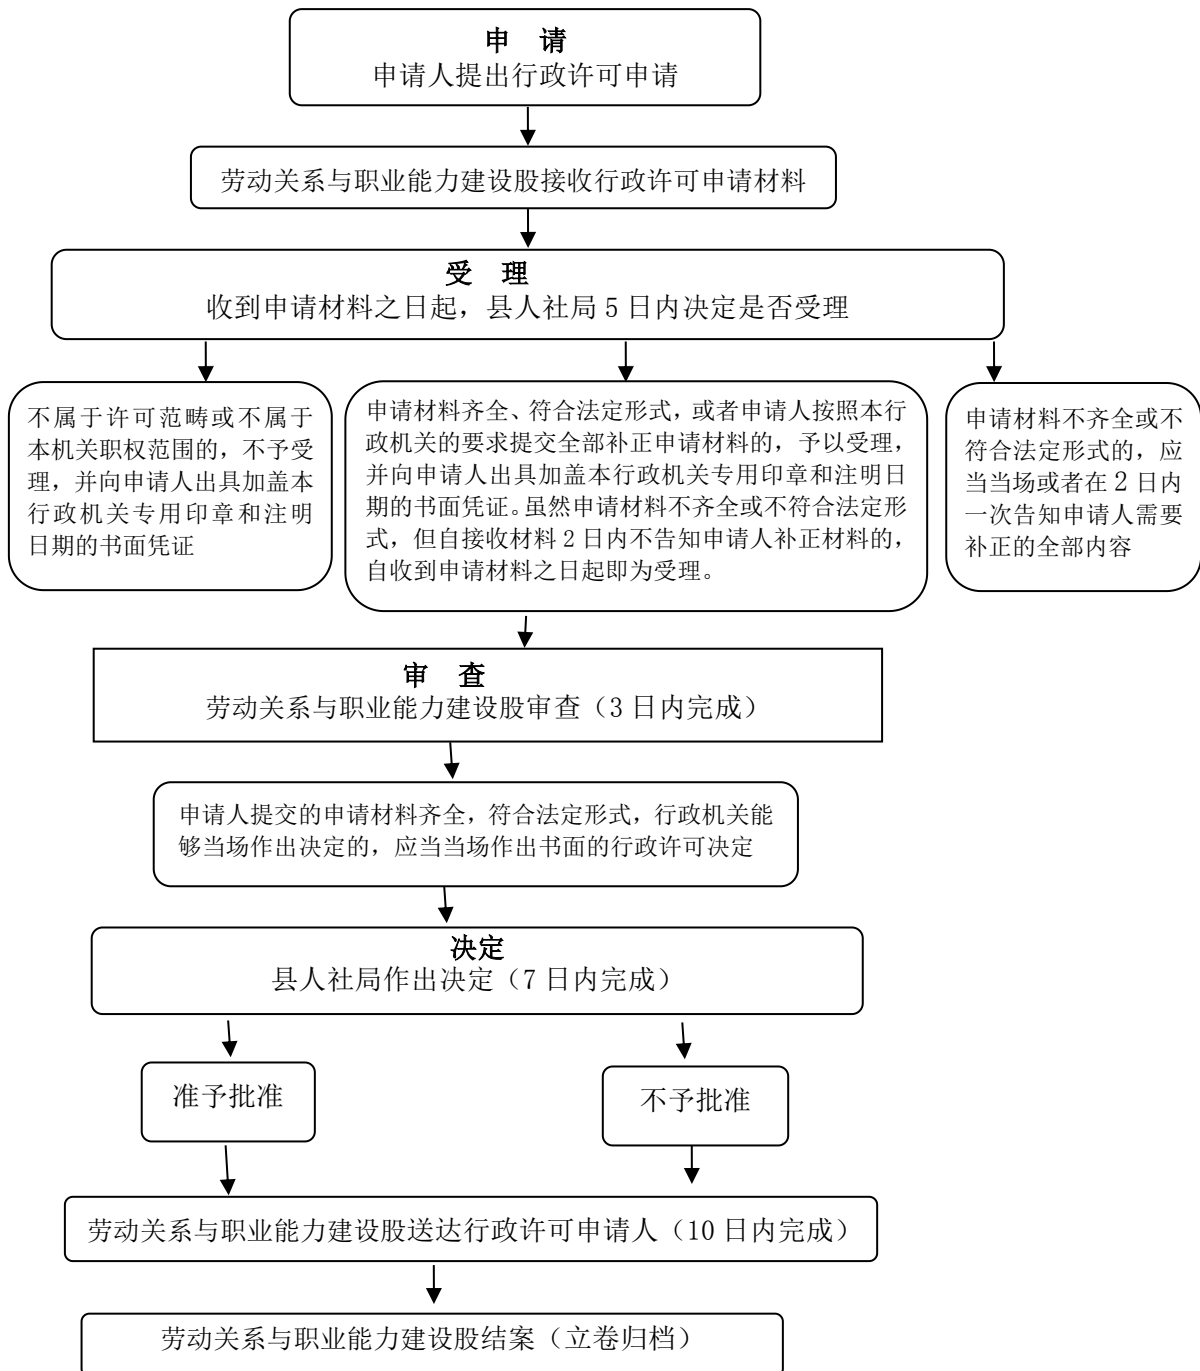 申 请
申请人提出行政许可申请
劳动关系与职业能力建设股接收行政许可申请材料
受 理
收到申请材料之日起，县人社局 5 日内决定是否受理
不属于许可范畴或不属于
本机关职权范围的，不予受
理，并向申请人出具加盖本
行政机关专用印章和注明
日期的书面凭证
申请材料齐全、符合法定形式，或者申请人按照本行
政机关的要求提交全部补正申请材料的，予以受理，
并向申请人出具加盖本行政机关专用印章和注明日
期的书面凭证。虽然申请材料不齐全或不符合法定形
式，但自接收材料 2 日内不告知申请人补正材料的，
自收到申请材料之日起即为受理。
申请材料不齐全或不
符合法定形式的，应
当当场或者在 2 日内
一次告知申请人需要
补正的全部内容
审 查
劳动关系与职业能力建设股审查（3 日内完成）
申请人提交的申请材料齐全，符合法定形式，行政机关能
够当场作出决定的，应当当场作出书面的行政许可决定
决定
县人社局作出决定（7 日内完成）
准予批准
不予批准
劳动关系与职业能力建设股送达行政许可申请人（10 日内完成）
劳动关系与职业能力建设股结案（立卷归档）